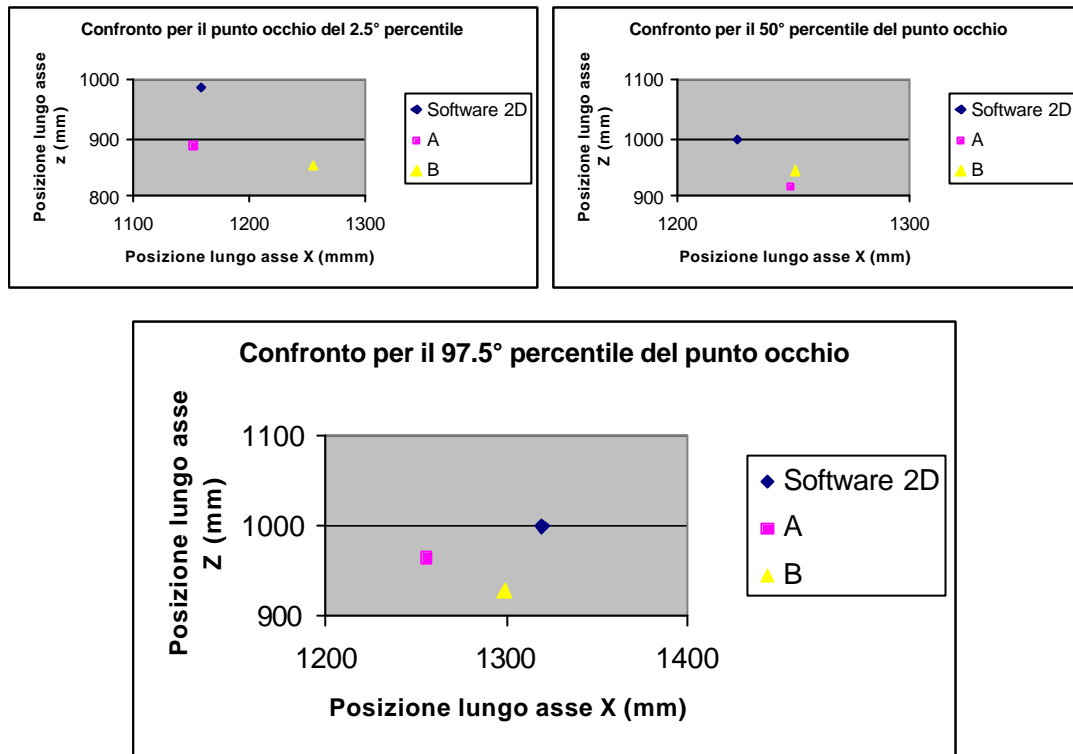 Confronto per il punto occhio del 2.5° percentile
Posizione lungo asse
z (mm)
1000
900
800
1100
1200
1300
Posizione lungo asse X (mmm)
Software 2D
A
B
Confronto per il 50° percentile del punto occhio
Posizione lungo asse
Z (mm)
1100
1000
900
1200
1300
Posizione lungo asse X (mm)
Software 2D
A
B
Confronto per il 97.5° percentile del punto occhio
Posizione lungo asse
Z (mm)
1100
1000
900
1200
1300
1400
Posizione lungo asse X (mm)
Software 2D
A
B